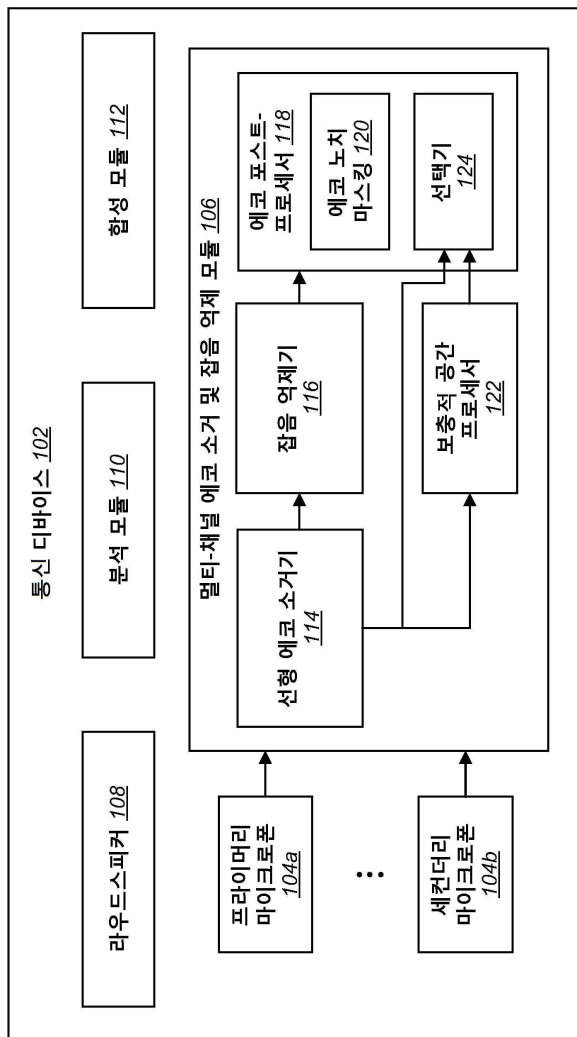 통신 디바이스 102
라우드스피커 108
분석 모듈 110
합성 모듈 112
멀티-채널 에코 소거 및 잡음 억제 모듈 106
프라이머리
마이크로폰
104a
...
세컨더리
마이크로폰
104b
선형 에코 소거기
114
잡음 억제기
116
에코 포스트-
프로세서 118
에코 노치
마스킹 120
선택기
124
보충적 공간
프로세서
122